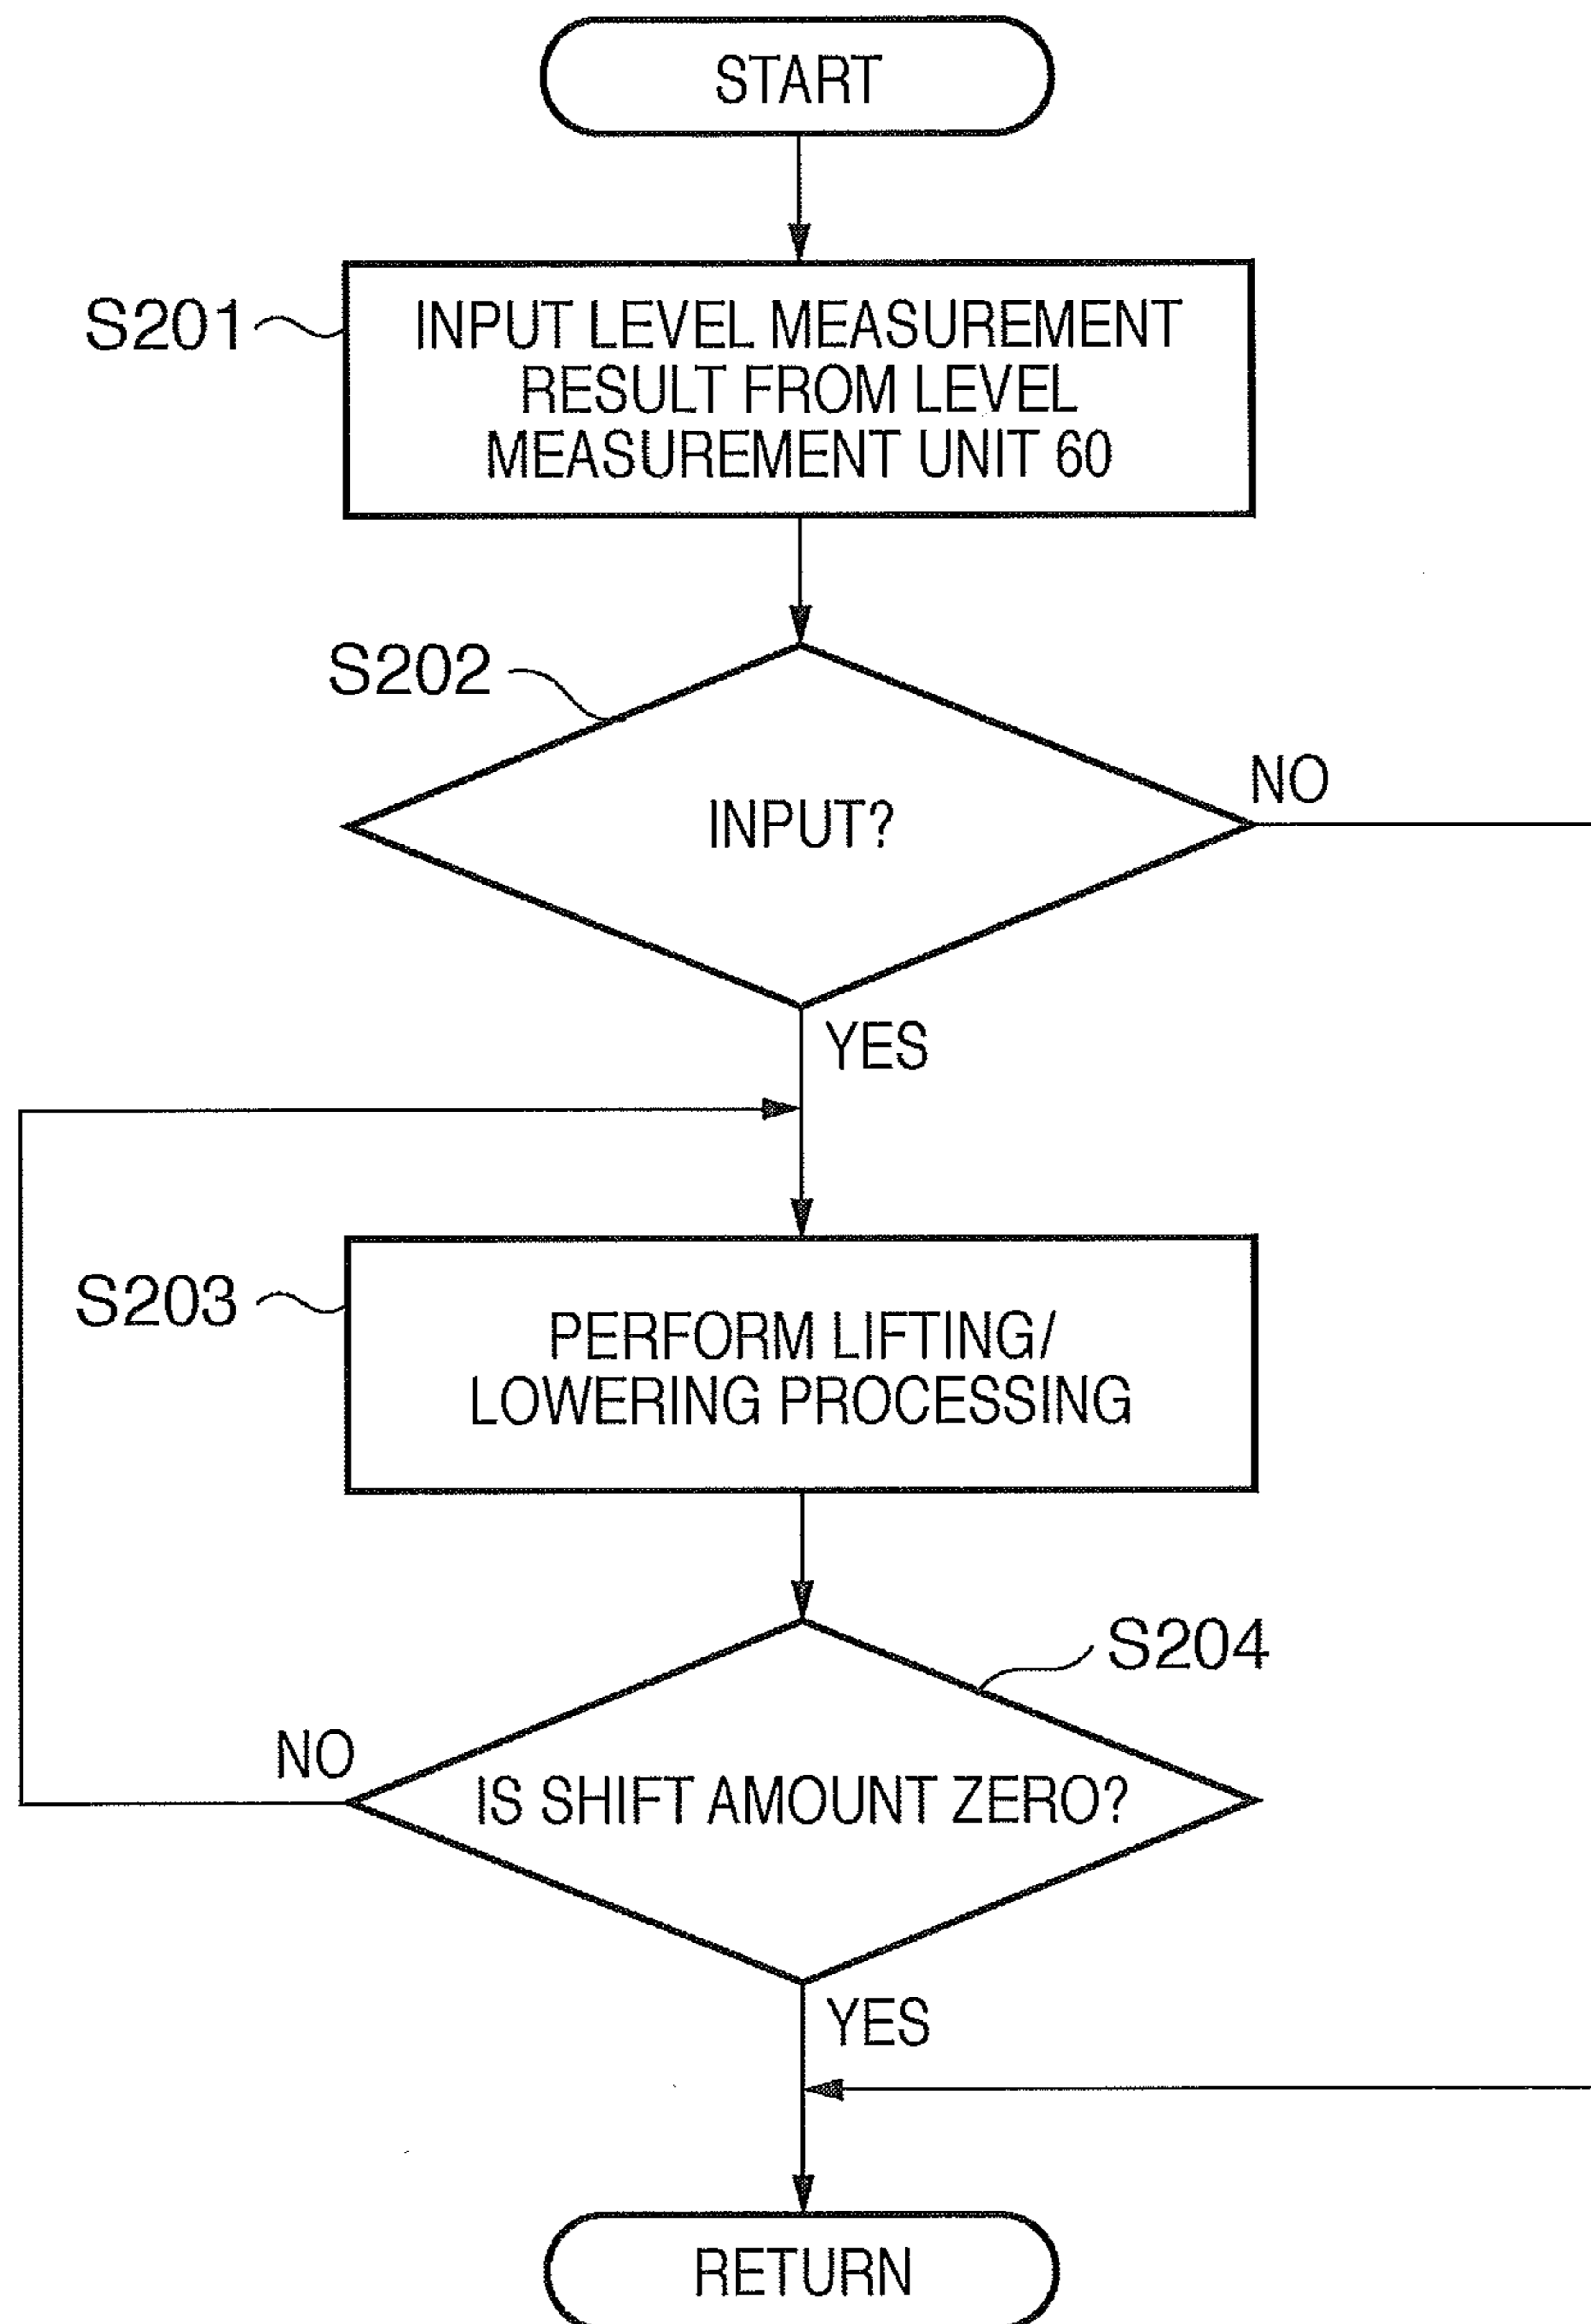 START
S201
INPUT LEVEL MEASUREMENT
RESULT FROM LEVEL
MEASUREMENT UNIT 60
S202
INPUT?
NO
YES
S203
PERFORM LIFTING/
LOWERING PROCESSING
S204
NO
IS SHIFT AMOUNT ZERO?
YES
RETURN